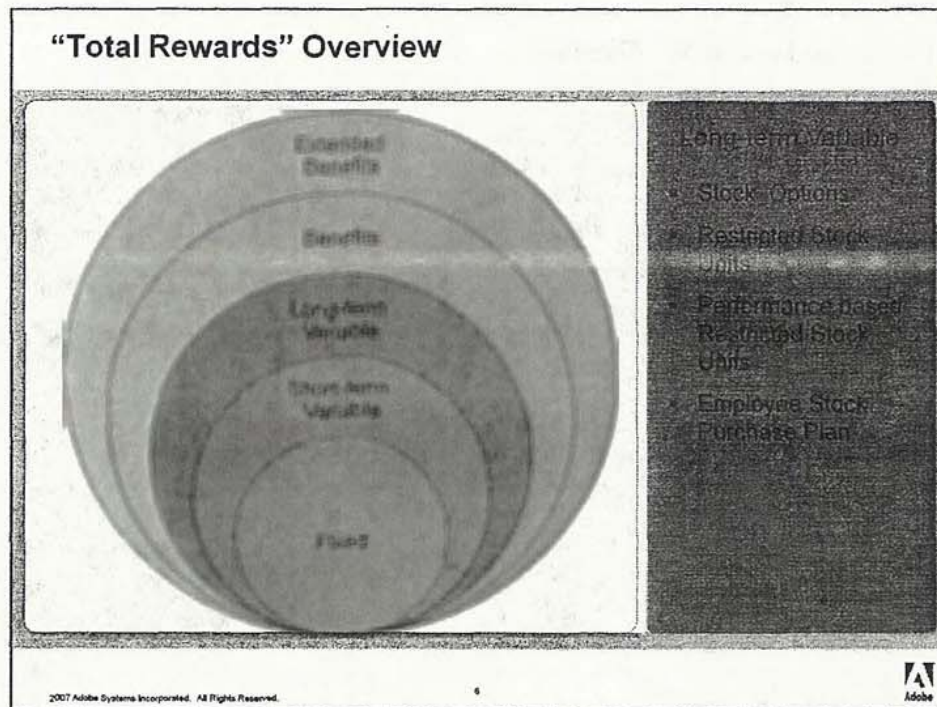 “Total Rewards” Overview
Extended
Benefits
Benefits
Long-term
Variable
Short-term
Variable
Fixed
Long-term Variable
• Stock Options
• Restricted Stock
Units
• Performance based
Restricted Stock
Units
• Employee Stock
Purchase Plan
2007 Adobe Systems Incorporated. All Rights Reserved.
6
Adobe